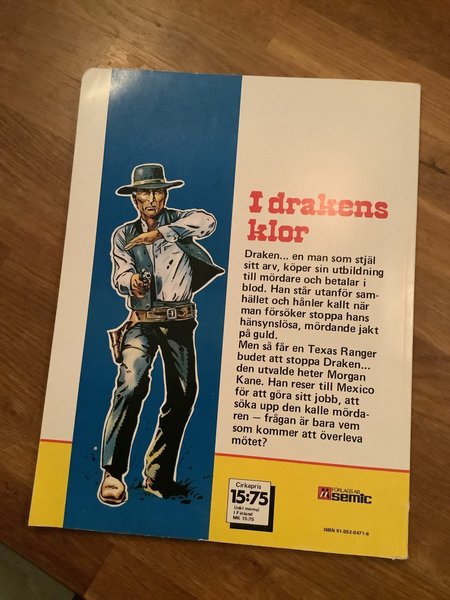 I drakens
klor
Draken... en man som stjäl
sitt arv, köper sin utbildning
till mördare och betalar i
blod. Han står utanför sam-
hället och hånler kallt när
man försöker stoppa hans
hänsynslösa, mördande jakt
på guld.
Men så får en Texas Ranger
budet att stoppa Draken...
den utvalde heter Morgan
Kane. Han reser till Mexico
för att göra sitt jobb, att
söka upp den kalle mörda-
ren — frågan är bara vem
som kommer att överleva
mötet?
Cirkapris
15:75
(inkl moms)
I Finland
MK 15:75
FÖRLAGS AB
semic
ISBN 91-552-0471-6